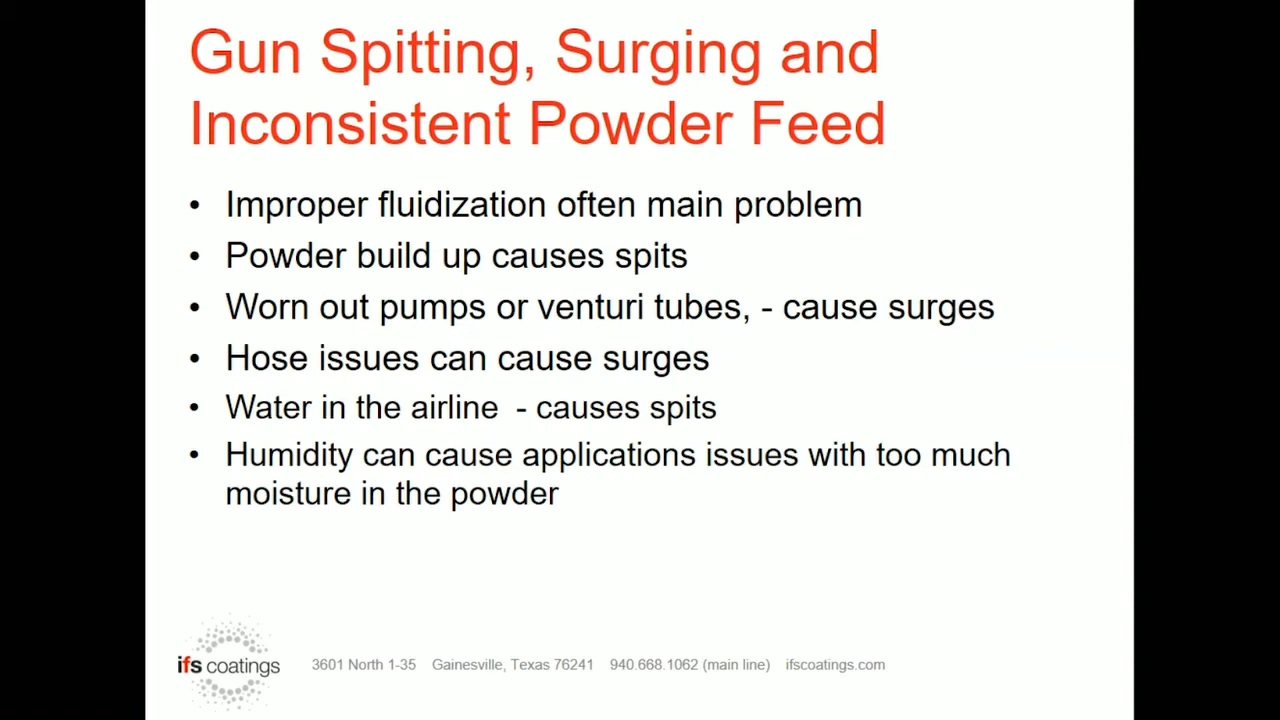 Gun Spitting, Surging and
Inconsistent Powder Feed
• Improper fluidization often main problem
• Powder build up causes spits
• Worn out pumps or venturi tubes, - cause surges
• Hose issues can cause surges
• Water in the airline  - causes spits
• Humidity can cause applications issues with too much
moisture in the powder
ifs coatings
3601 North 1-35 Gainesville, Texas 76241 940.668.1062 (main line) ifscoatings.com